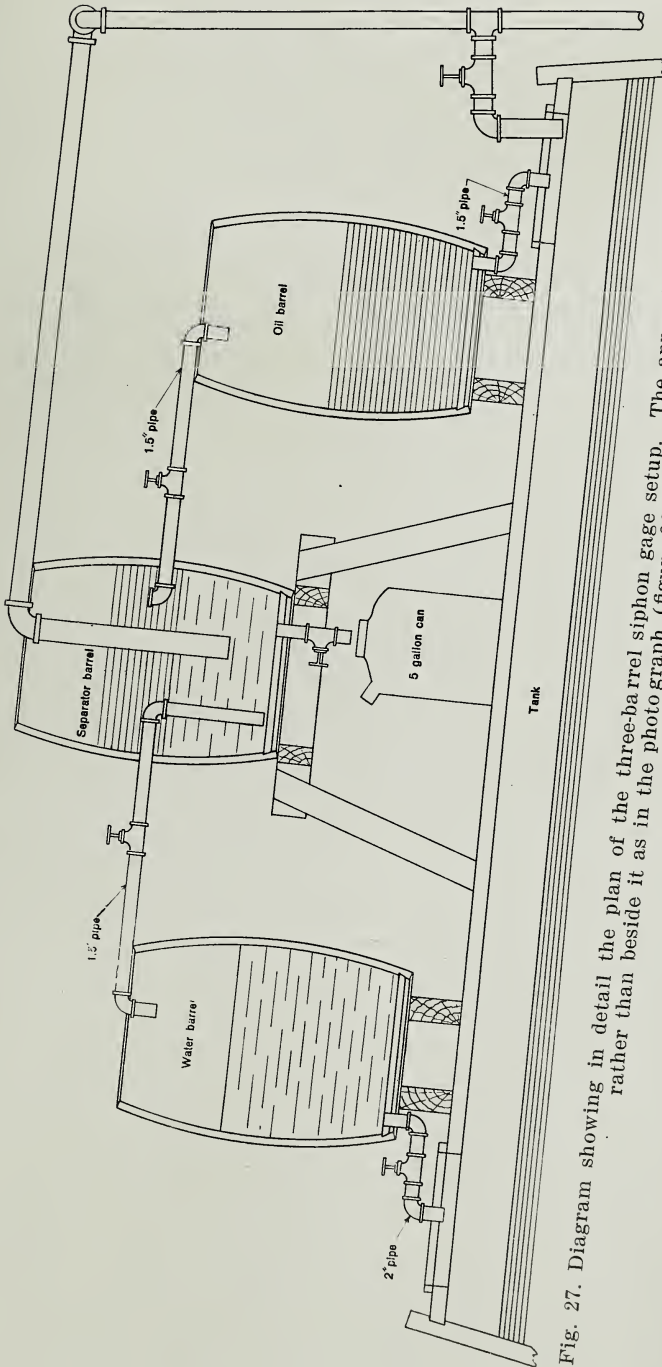 Separator barrel
1.5" pipe
Oil barrel
1.5" pipe
1.5" pipe
Water barrel
2" pipe
5 gallon can
Tank
Fig. 27. Diagram showing in detail the plan of the three-barrel siphon gage setup. The
rather than beside it as in the photograph